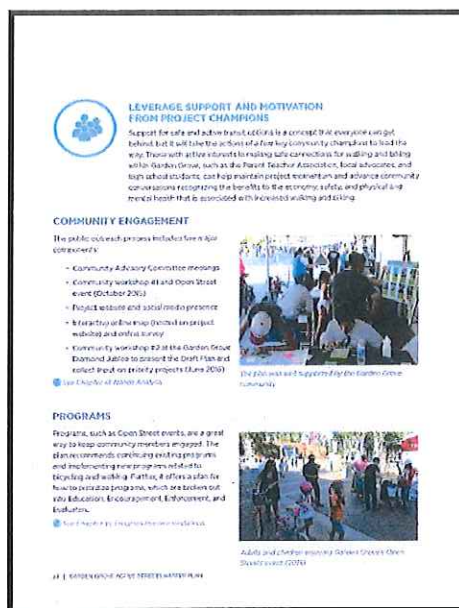 LEVERAGE SUPPORT AND MOTIVATION
FROM PROJECT CHAMPIONS
Support for safe and active transit options is a concept that everyone can get
behind, but it will take the actions of a few key community champions to lead the
way. Those with active interests in making safe connections for walking and biking
within Garden Grove, such as the Parent Teacher Association, local advocates, and
high school students, can help maintain project momentum and advance community
conversations recognizing the benefits to the economy, safety, and physical and
mental health that is associated with increased walking and biking.
COMMUNITY ENGAGEMENT
The public outreach process includes five major
components:
• Community Advisory Committee meetings
• Community workshop #1 and Open Street
event (October 2015)
• Project website and social media presence
• Interactive online map (hosted on project
website) and online survey
• Community workshop #2 at the Garden Grove
Diamond Jubilee to present the Draft Plan and
collect input on priority projects (June 2016)
See Chapter Needs Analysis
The plan was well supported by the Garden Grove
community
PROGRAMS
Programs, such as Open Street events, are a great
way to keep community members engaged. The
plan recommends continuing existing programs
and implementing new programs related to
bicycling and walking. Further, it offers a plan for
how to prioritize programs, which are broken out
into Education, Encouragement, Enforcement, and
Evaluation.
See Chapter
Adults and children enjoying Garden Grove's Open
Streets event (2015)
| GARDEN GROVE ACTIVE STREETS MASTER PLAN